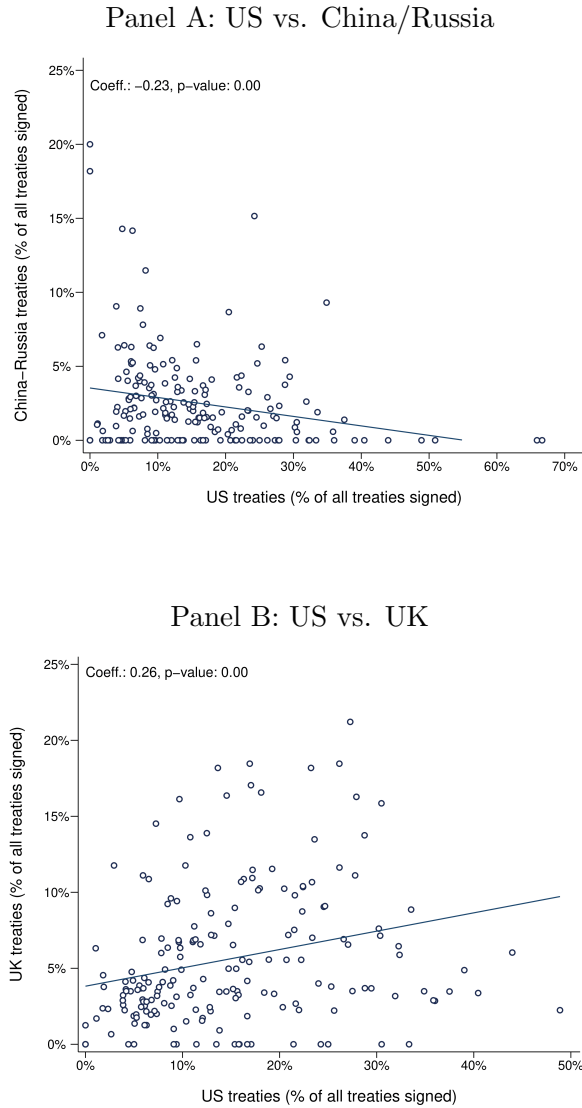 Panel A: US vs. China/Russia
Coeff.: −0.23, p−value: 0.00
China−Russia treaties (% of all treaties signed)
25%
20%
15%
10%
5%
0%
0% 10% 20% 30% 40% 50% 60% 70%
US treaties (% of all treaties signed)
Panel B: US vs. UK
Coeff.: 0.26, p−value: 0.00
UK treaties (% of all treaties signed)
25%
20%
15%
10%
5%
0%
0% 10% 20% 30% 40% 50%
US treaties (% of all treaties signed)